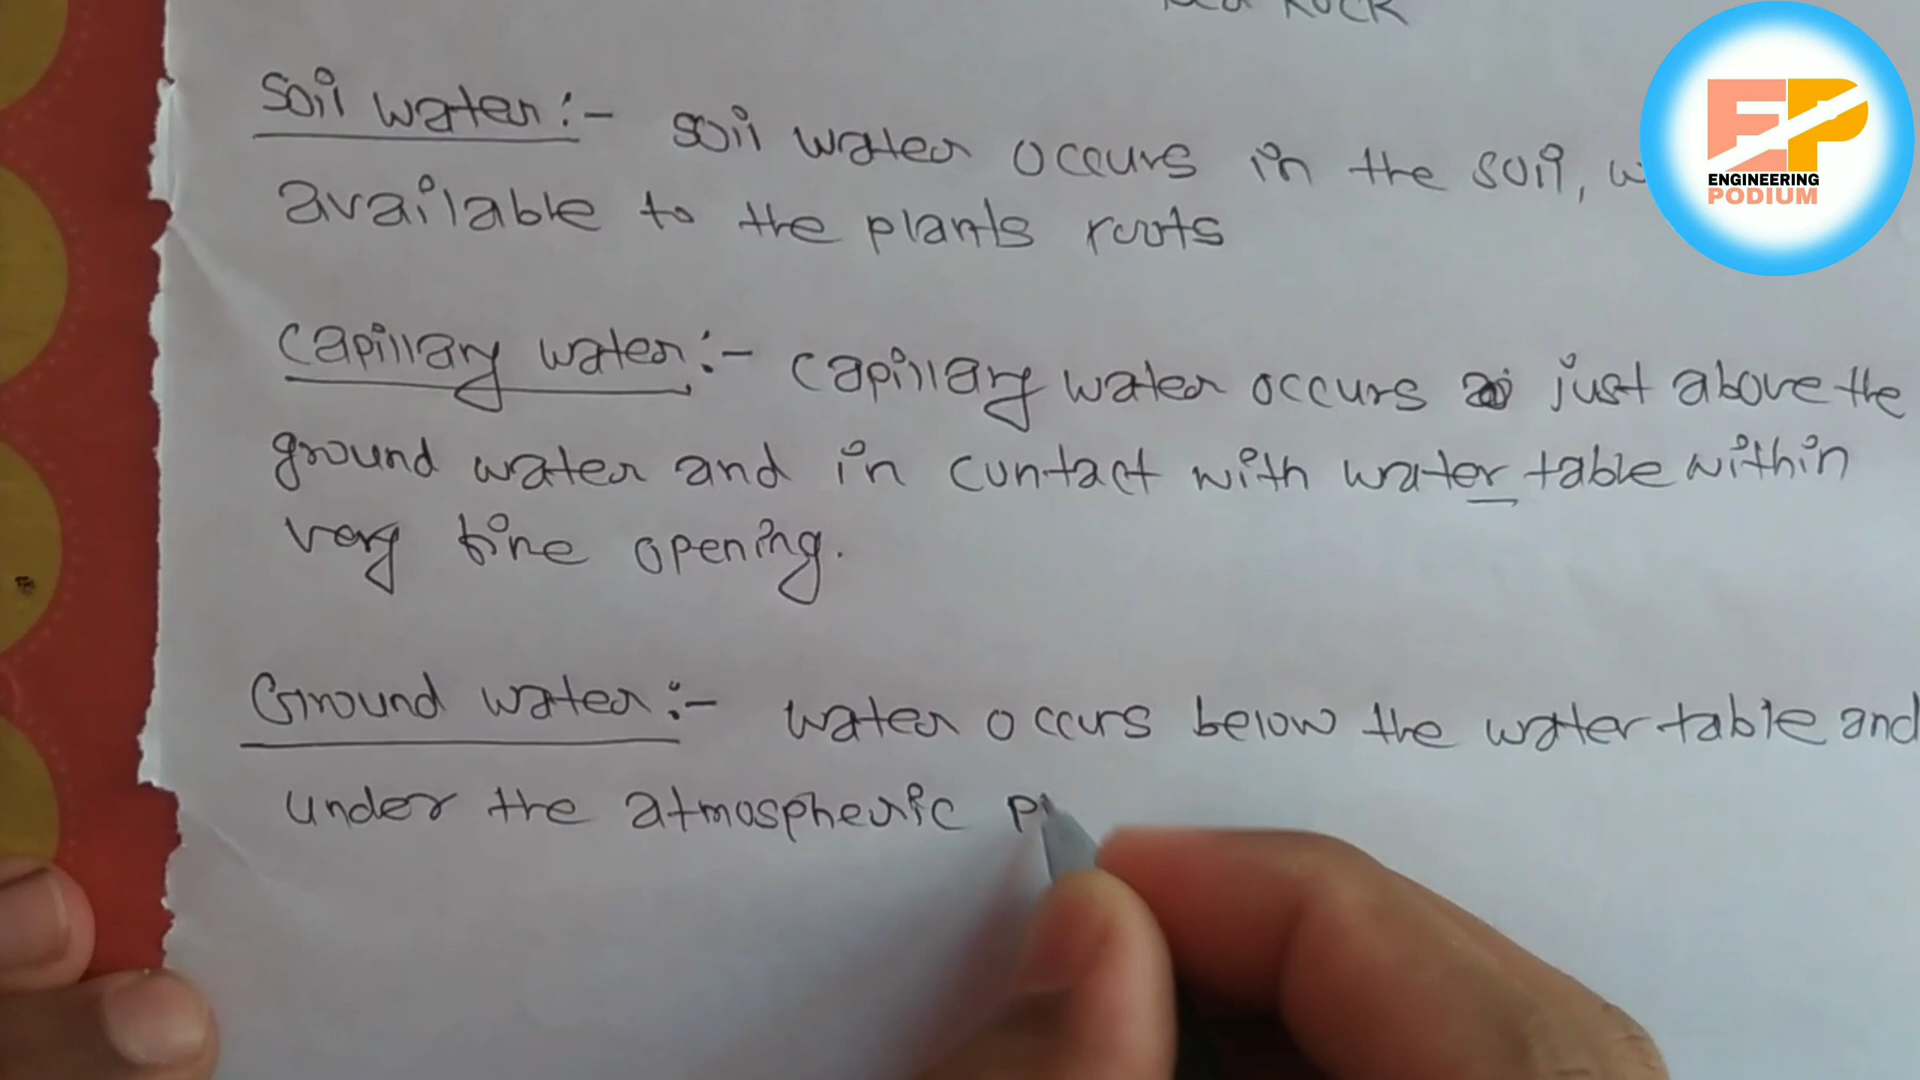 ROCK
Soil water:- soil water occurs in the soil,
available to the plants roots
Capillary water:- Capillary water occurs just above the
ground water and in contact with water table within
very fine opening.
Ground water:- water occurs below the water table and
under the atmospheric
EP
ENGINEERING
PODIUM